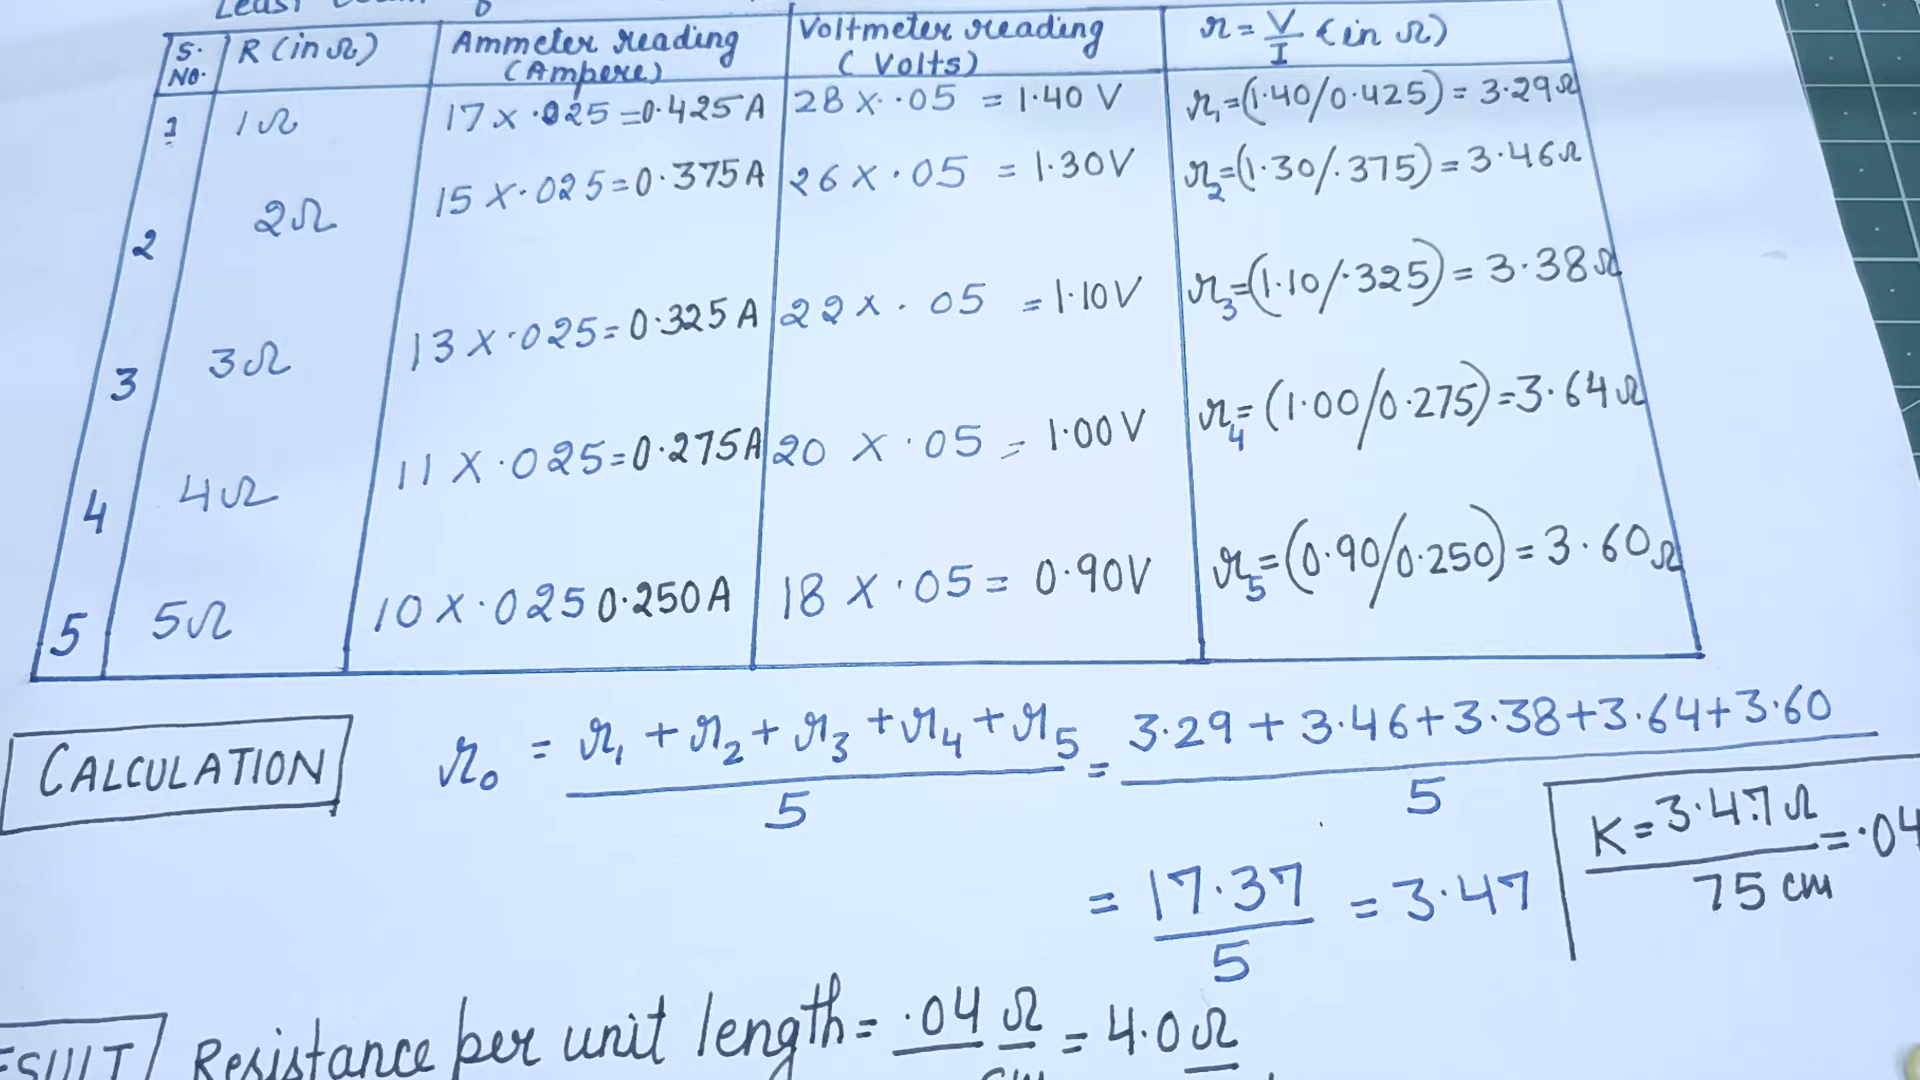 S. No. R (in Ω) Ammeter reading (Ampere) Voltmeter reading (Volts) r = V/I (in Ω)
1 1Ω 17 x .025 =0.425 A 28 x .05 = 1.40 V r₁=(1.40/0.425) = 3.29Ω
2 2Ω 15 x .025=0.375A 26 x .05 = 1.30V r₂=(1.30/.375) = 3.46Ω
3 3Ω 13 x .025= 0.325 A 22 x .05 = 1.10V r₃=(1.10/.325) = 3.38Ω
4 4Ω 11 x .025=0.275A 20 x .05 = 1.00V r₄= (1.00/0.275)=3.64Ω
5 5Ω 10 x .025 0.250A 18 x .05 = 0.90V r₅=(0.90/0.250)=3.60Ω
CALCULATION r₀ = r₁ + r₂ + r₃ + r₄ + r₅ / 5 = 3.29 + 3.46 + 3.38 + 3.64 + 3.60 / 5
= 17.37 / 5 = 3.47
K = 3.47Ω / 75 cm = .04
Resistance per unit length = .04 Ω = 4.0 Ω